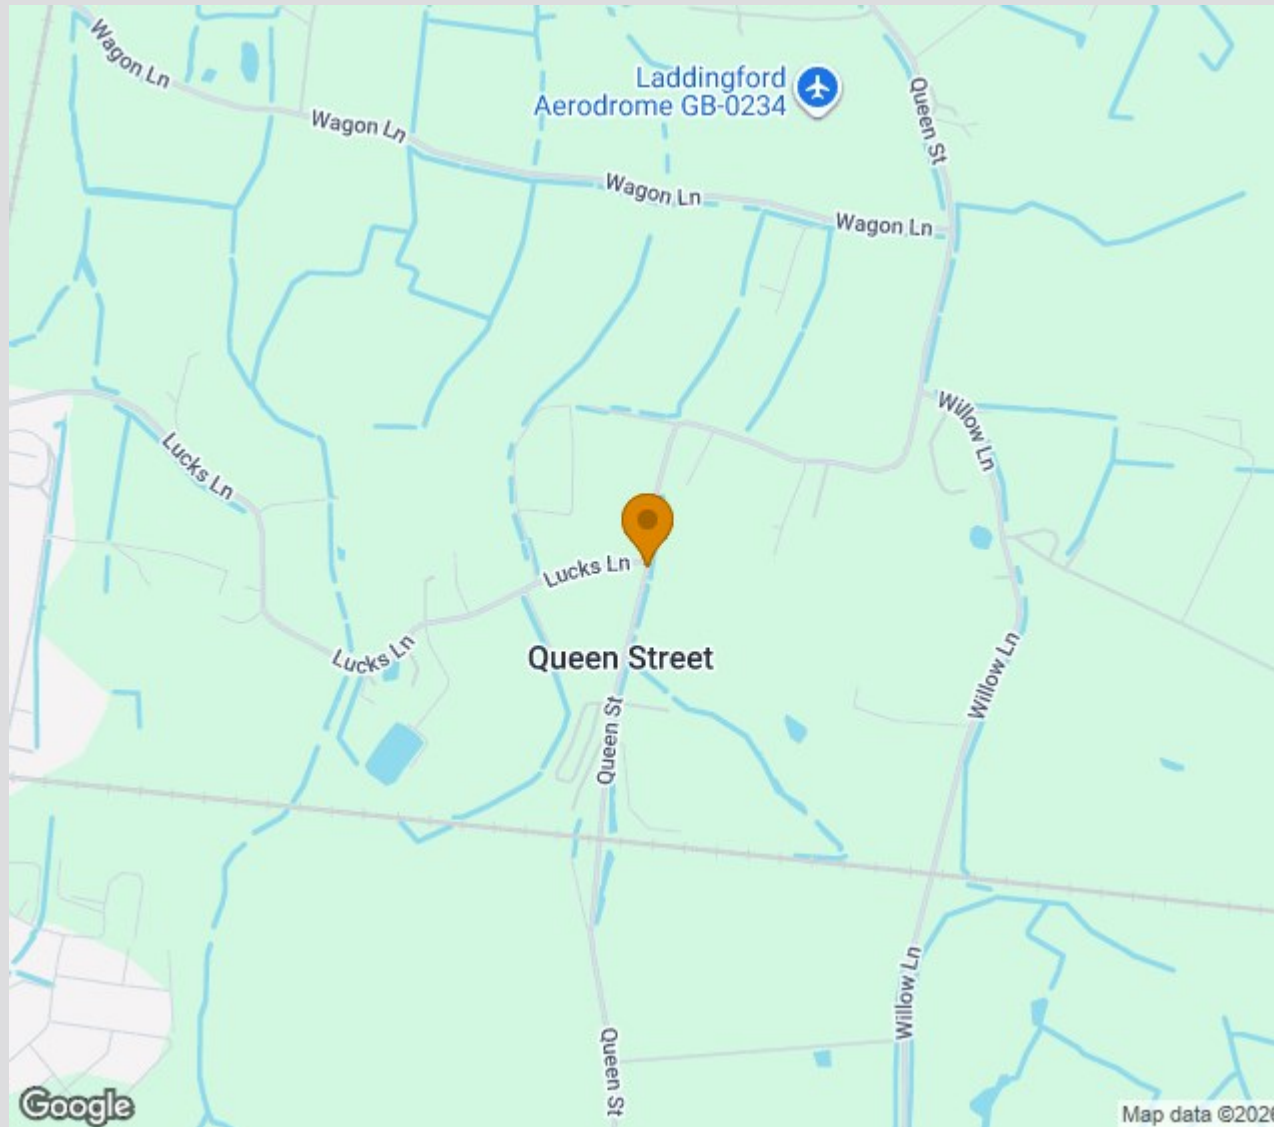 Wagon Ln
Laddingford
Aerodrome GB-0234
Queen St
Wagon Ln
Wagon Ln
Wagon Ln
Willow Ln
Lucks Ln
Lucks Ln
Lucks Ln
Queen Street
Willow Ln
Queen St
Willow Ln
Queen St
Google
Map data ©2026